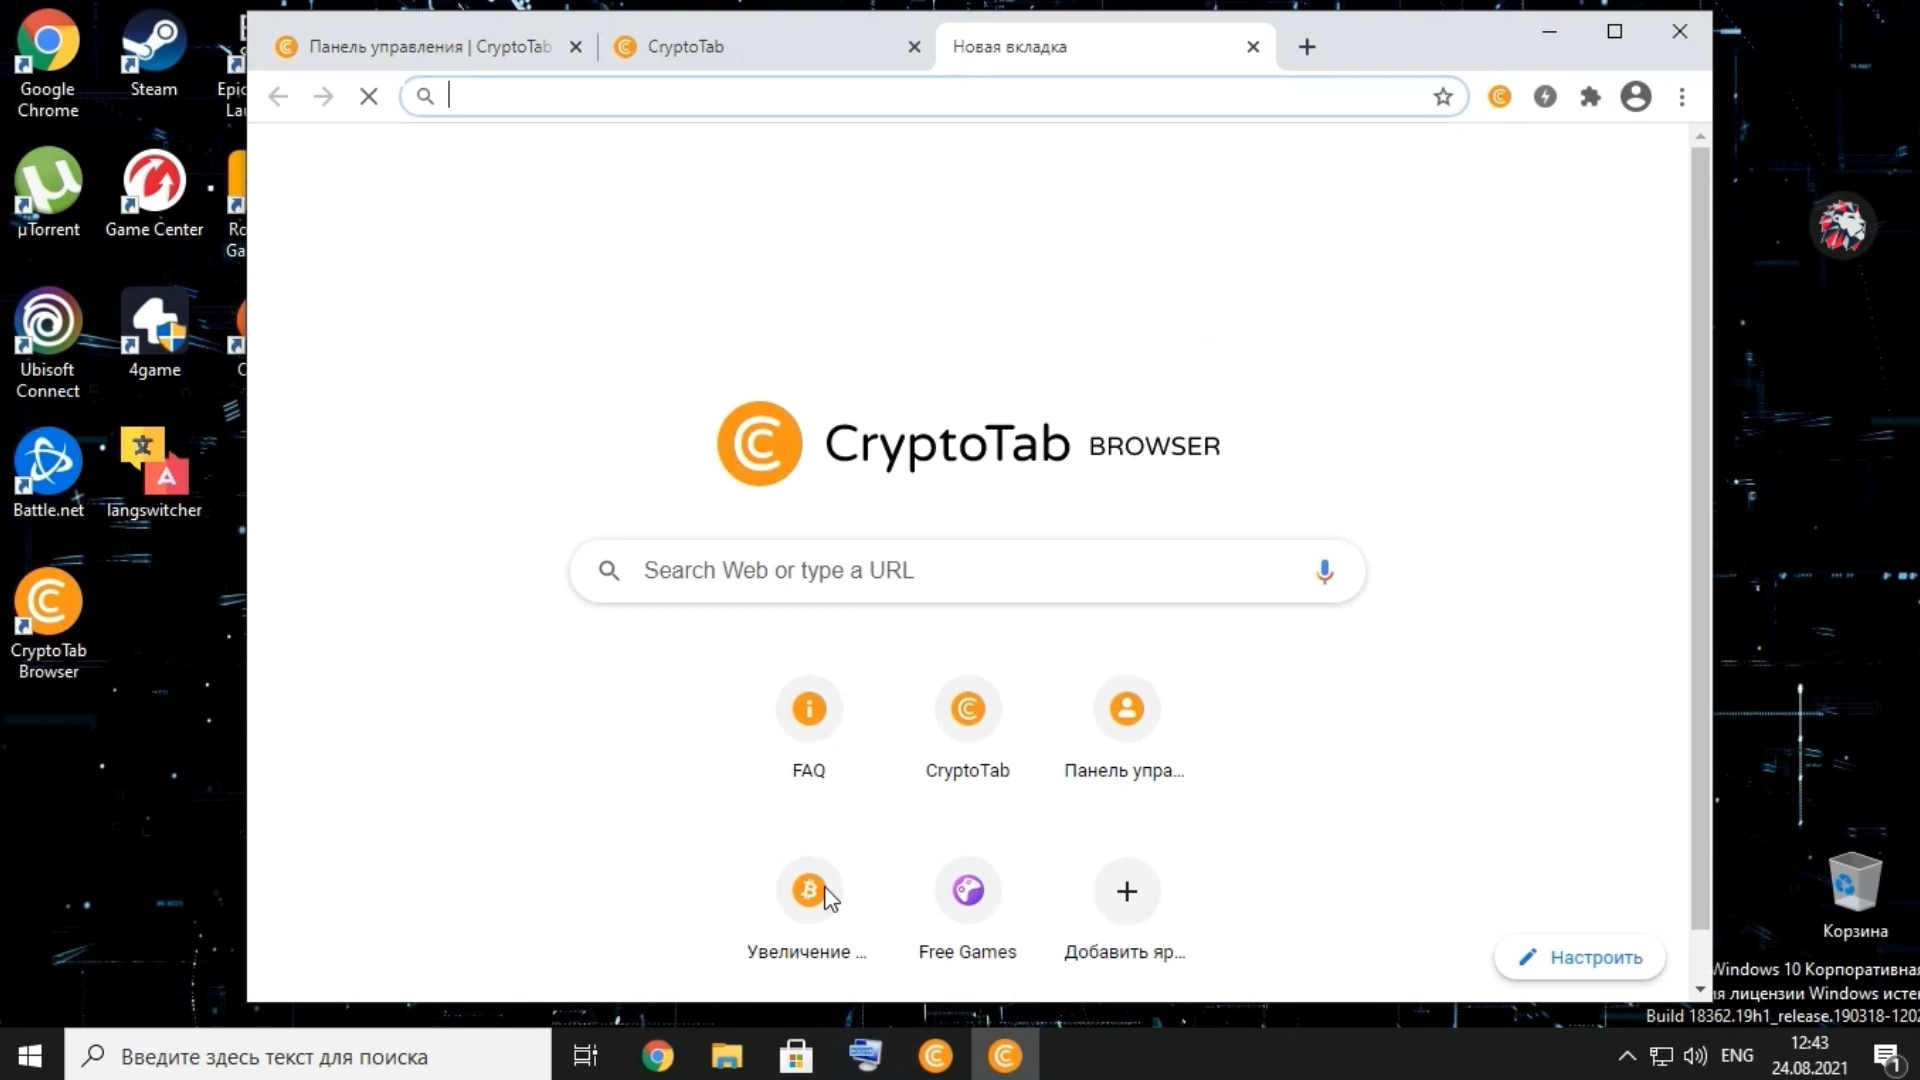 Google
Chrome
Steam
Epic
Lau
µTorrent
Game Center
Ga
Ubisoft
Connect
4game
Battle.net
langswitcher
CryptoTab
Browser
Панель управления | CryptoTab
CryptoTab
Новая вкладка
CryptoTab BROWSER
Search Web or type a URL
FAQ
CryptoTab
Панель упра...
Увеличение ...
Free Games
Добавить яр...
Настроить
Корзина
Windows 10 Корпоративная
я лицензии Windows исте
Build 18362.19h1_release.190318-1202
Введите здесь текст для поиска
ENG
12:43
24.08.2021
1